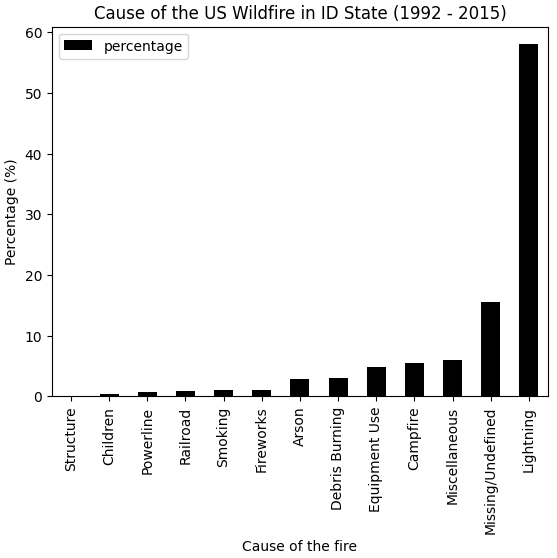 Cause of the US Wildfire in ID State (1992 - 2015)
percentage
Percentage (%)
60
50
40
30
20
10
0
Structure
Children
Powerline
Railroad
Smoking
Fireworks
Arson
Debris Burning
Equipment Use
Campfire
Miscellaneous
Missing/Undefined
Lightning
Cause of the fire